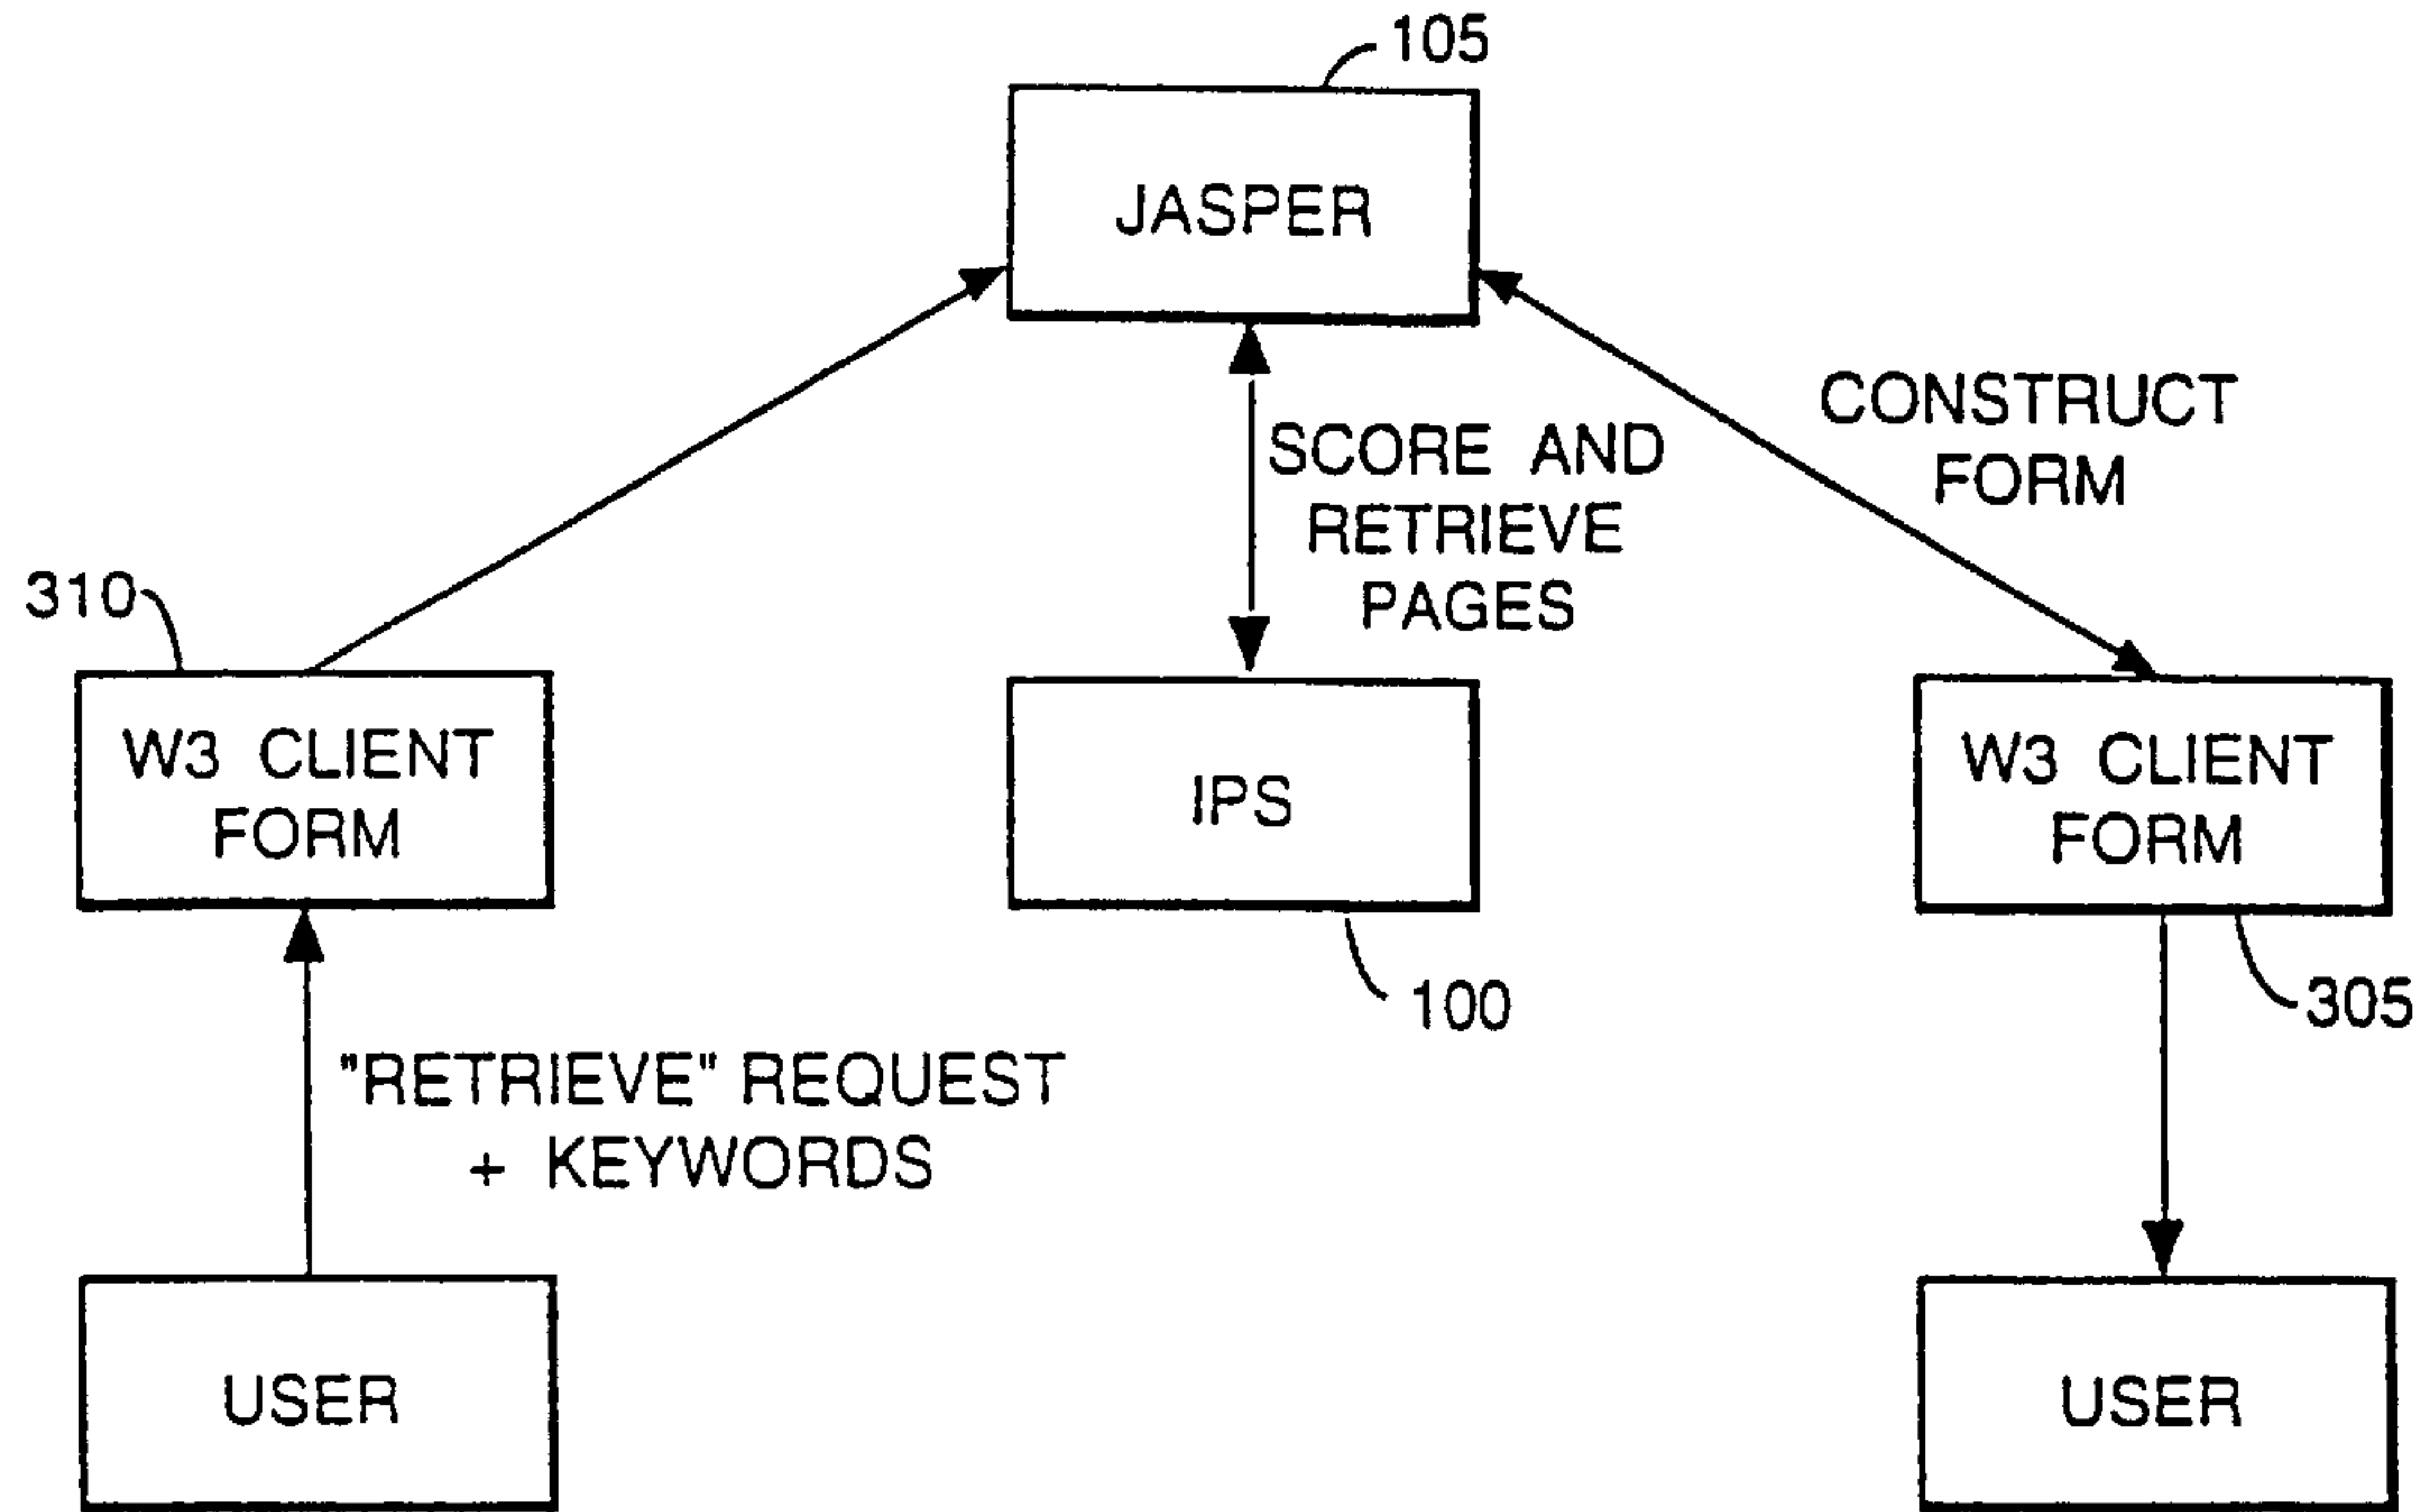 105
JASPER
CONSTRUCT
FORM
SCORE AND
RETRIEVE
PAGES
310
W3 CLIENT
FORM
IPS
W3 CLIENT
FORM
100
305
"RETRIEVE" REQUEST
+ KEYWORDS
USER
USER